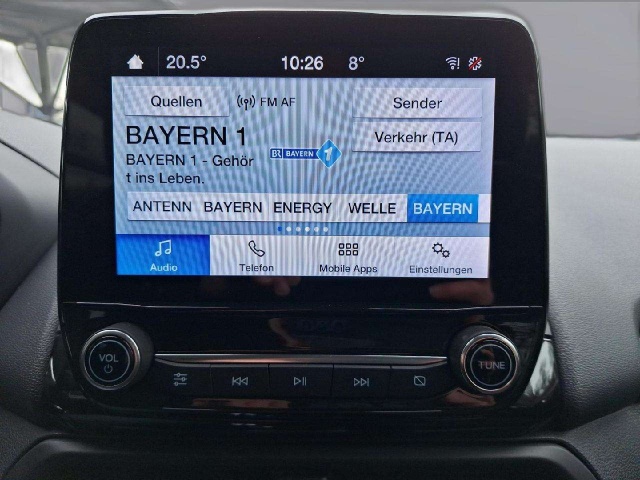 20.5° 10:26 8°
Quellen FM AF Sender
BAYERN 1
BR BAYERN 1
Verkehr (TA)
BAYERN 1 - Gehör
t ins Leben.
ANTENN BAYERN ENERGY WELLE BAYERN
Audio Telefon Mobile Apps Einstellungen
VOL TUNE